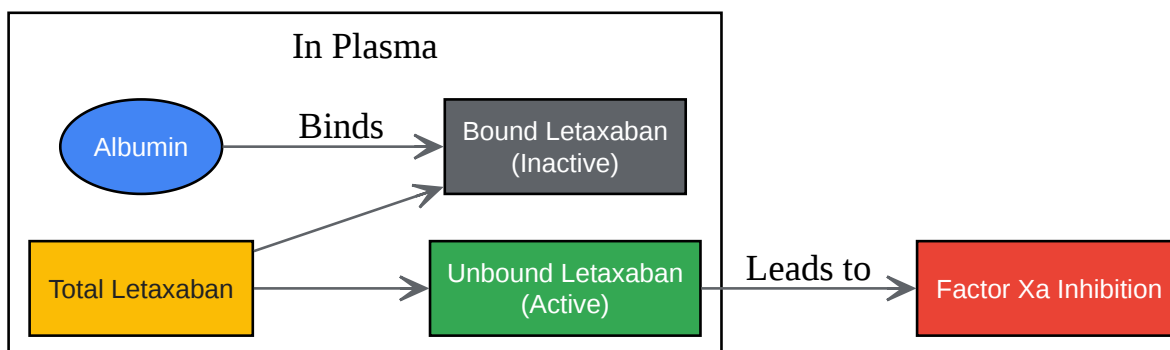 In Plasma
Albumin
Binds
Bound Letaxaban
(Inactive)
Total Letaxaban
Unbound Letaxaban
(Active)
Leads to
Factor Xa Inhibition